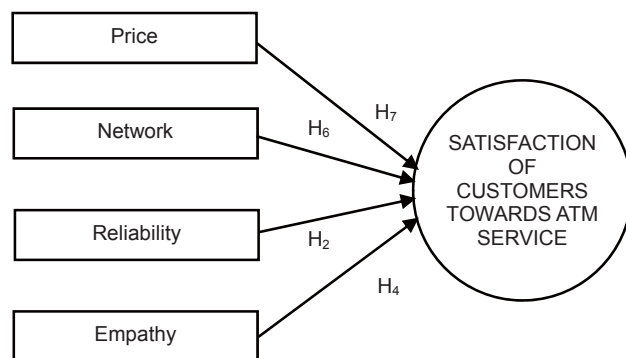 Price
H₇
Network
H₆
SATISFACTION
OF
CUSTOMERS
TOWARDS ATM
SERVICE
Reliability
H₂
H₄
Empathy